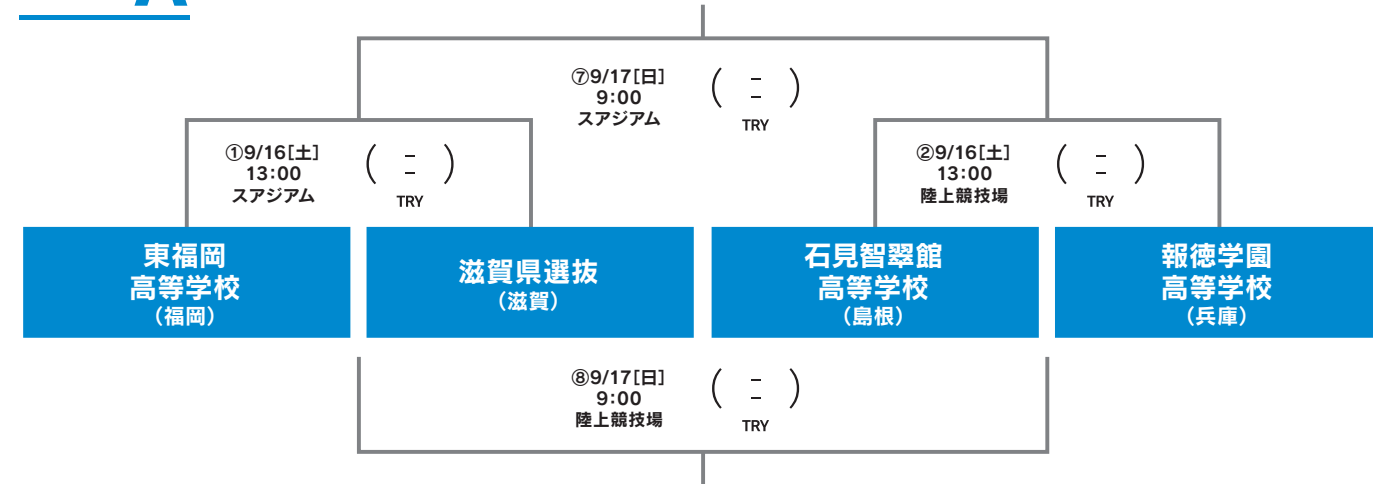 A
⑦9/17[日]
9:00
スアジアム
( - - )
TRY
①9/16[土]
13:00
スアジアム
( - - )
TRY
②9/16[土]
13:00
陸上競技場
( - - )
TRY
東福岡
高等学校
（福岡）
滋賀県選抜
（滋賀）
石見智翠館
高等学校
（島根）
報徳学園
高等学校
（兵庫）
⑧9/17[日]
9:00
陸上競技場
( - - )
TRY